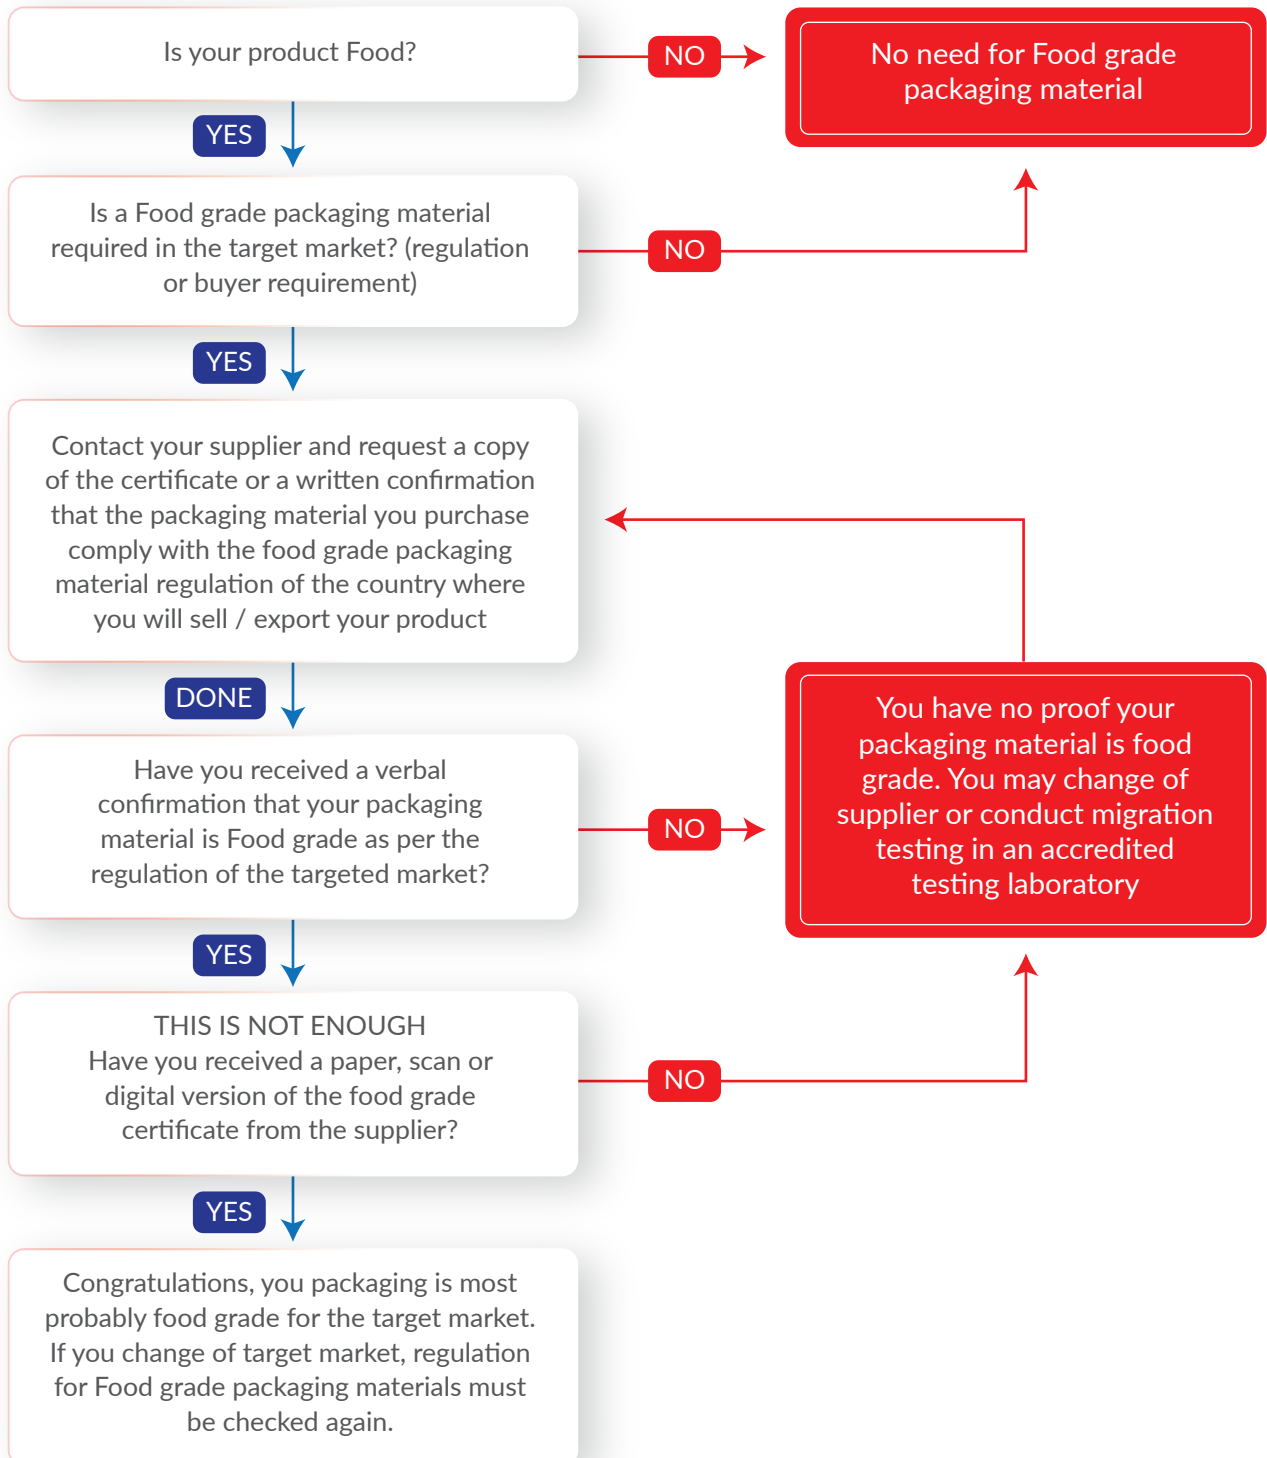 Is your product Food?
NO
No need for Food grade
packaging material
YES
Is a Food grade packaging material
required in the target market? (regulation
or buyer requirement)
NO
YES
Contact your supplier and request a copy
of the certificate or a written confirmation
that the packaging material you purchase
comply with the food grade packaging
material regulation of the country where
you will sell / export your product
DONE
Have you received a verbal
confirmation that your packaging
material is Food grade as per the
regulation of the targeted market?
NO
You have no proof your
packaging material is food
grade. You may change of
supplier or conduct migration
testing in an accredited
testing laboratory
YES
THIS IS NOT ENOUGH
Have you received a paper, scan or
digital version of the food grade
certificate from the supplier?
NO
YES
Congratulations, you packaging is most
probably food grade for the target market.
If you change of target market, regulation
for Food grade packaging materials must
be checked again.